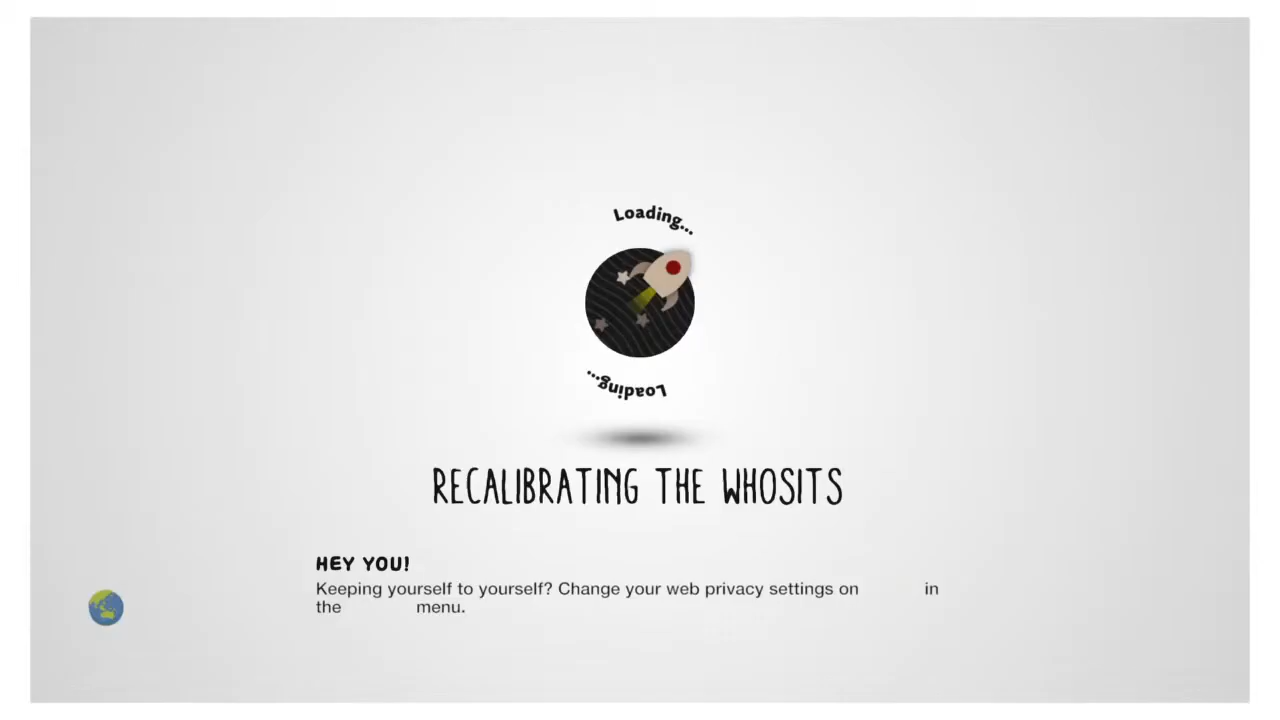 Loading...
Loading...
RECALIBRATING THE WHOSITS
HEY YOU!
Keeping yourself to yourself? Change your web privacy settings on in
the menu.